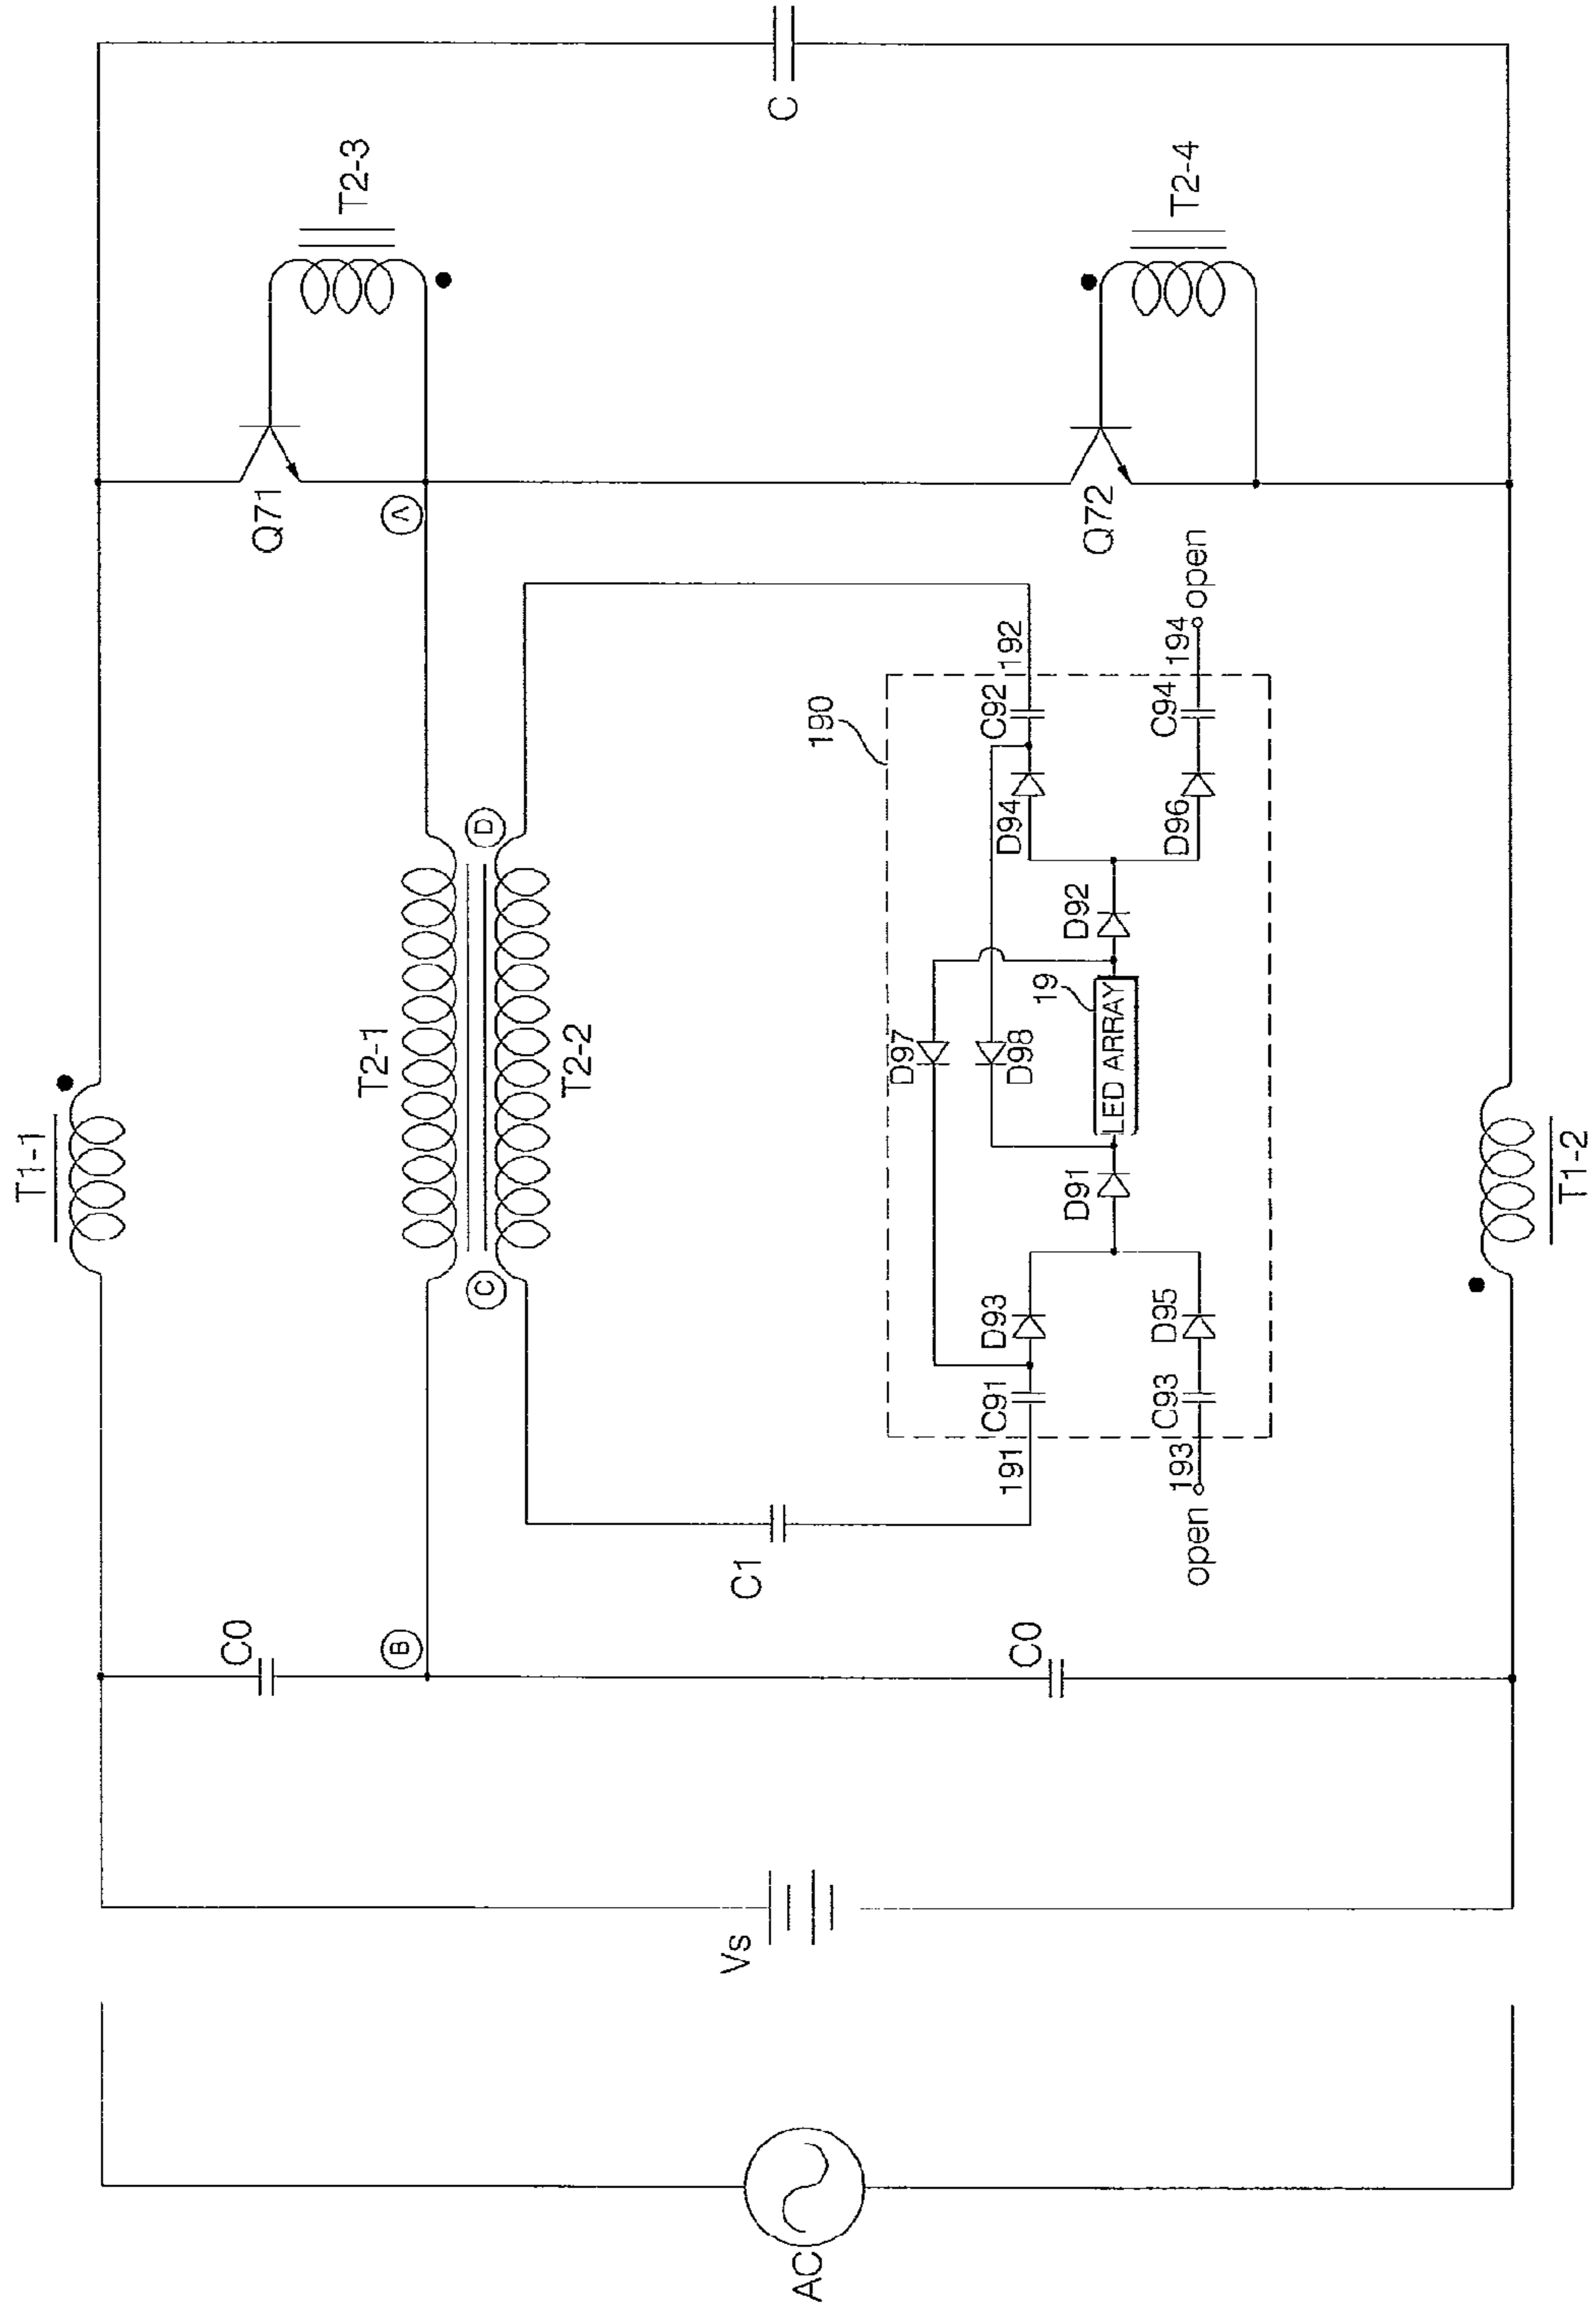 AC
Vs
C0
B
C0
T1-1
T2-1
C
D
T2-2
C1
T1-2
190
191
C91
D93
D97
D98
D94
C92
192
D91
19
LED ARRAY
D92
open
193
C93
D95
D96
C94
194
open
A
Q71
T2-3
Q72
T2-4
C